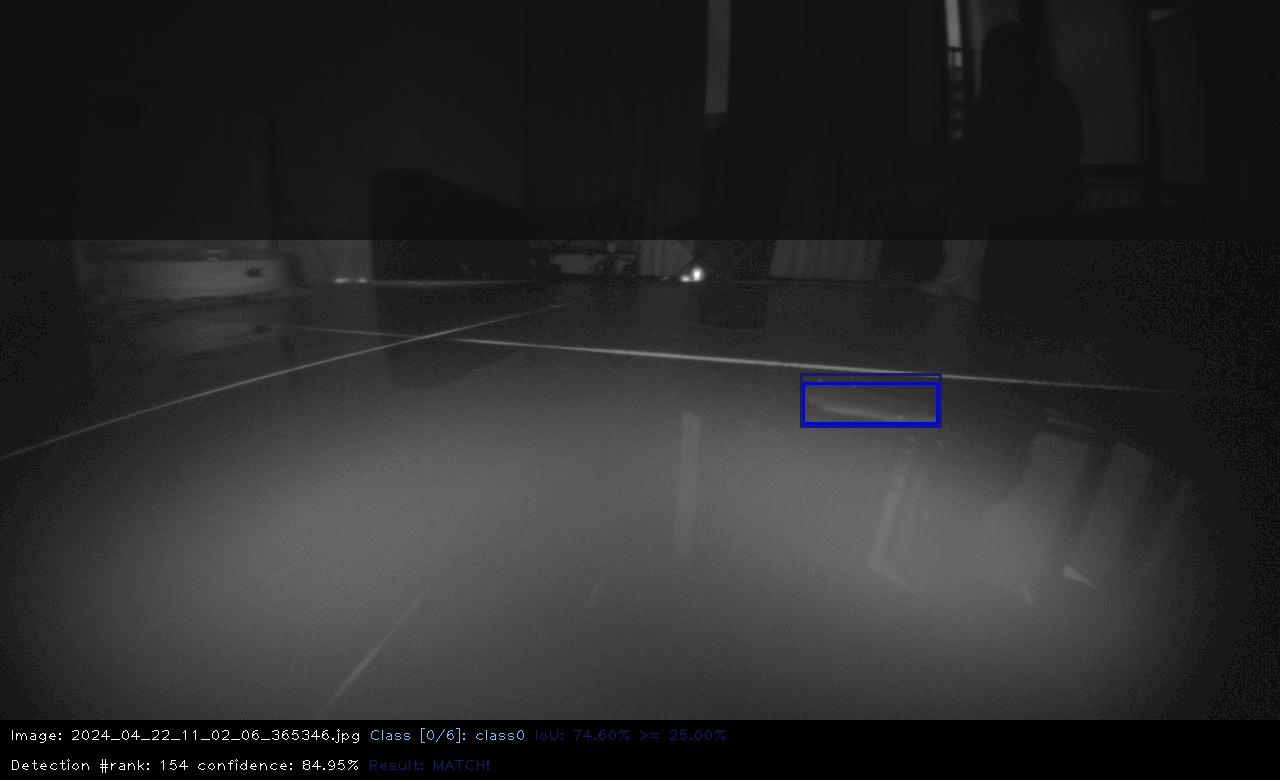 Image: 2024_04_22_11_02_06_365346.jpg Class [0/6]: class0 IoU: 74.60% >= 25.00%
Detection #rank: 154 confidence: 84.95% Result: MATCH!